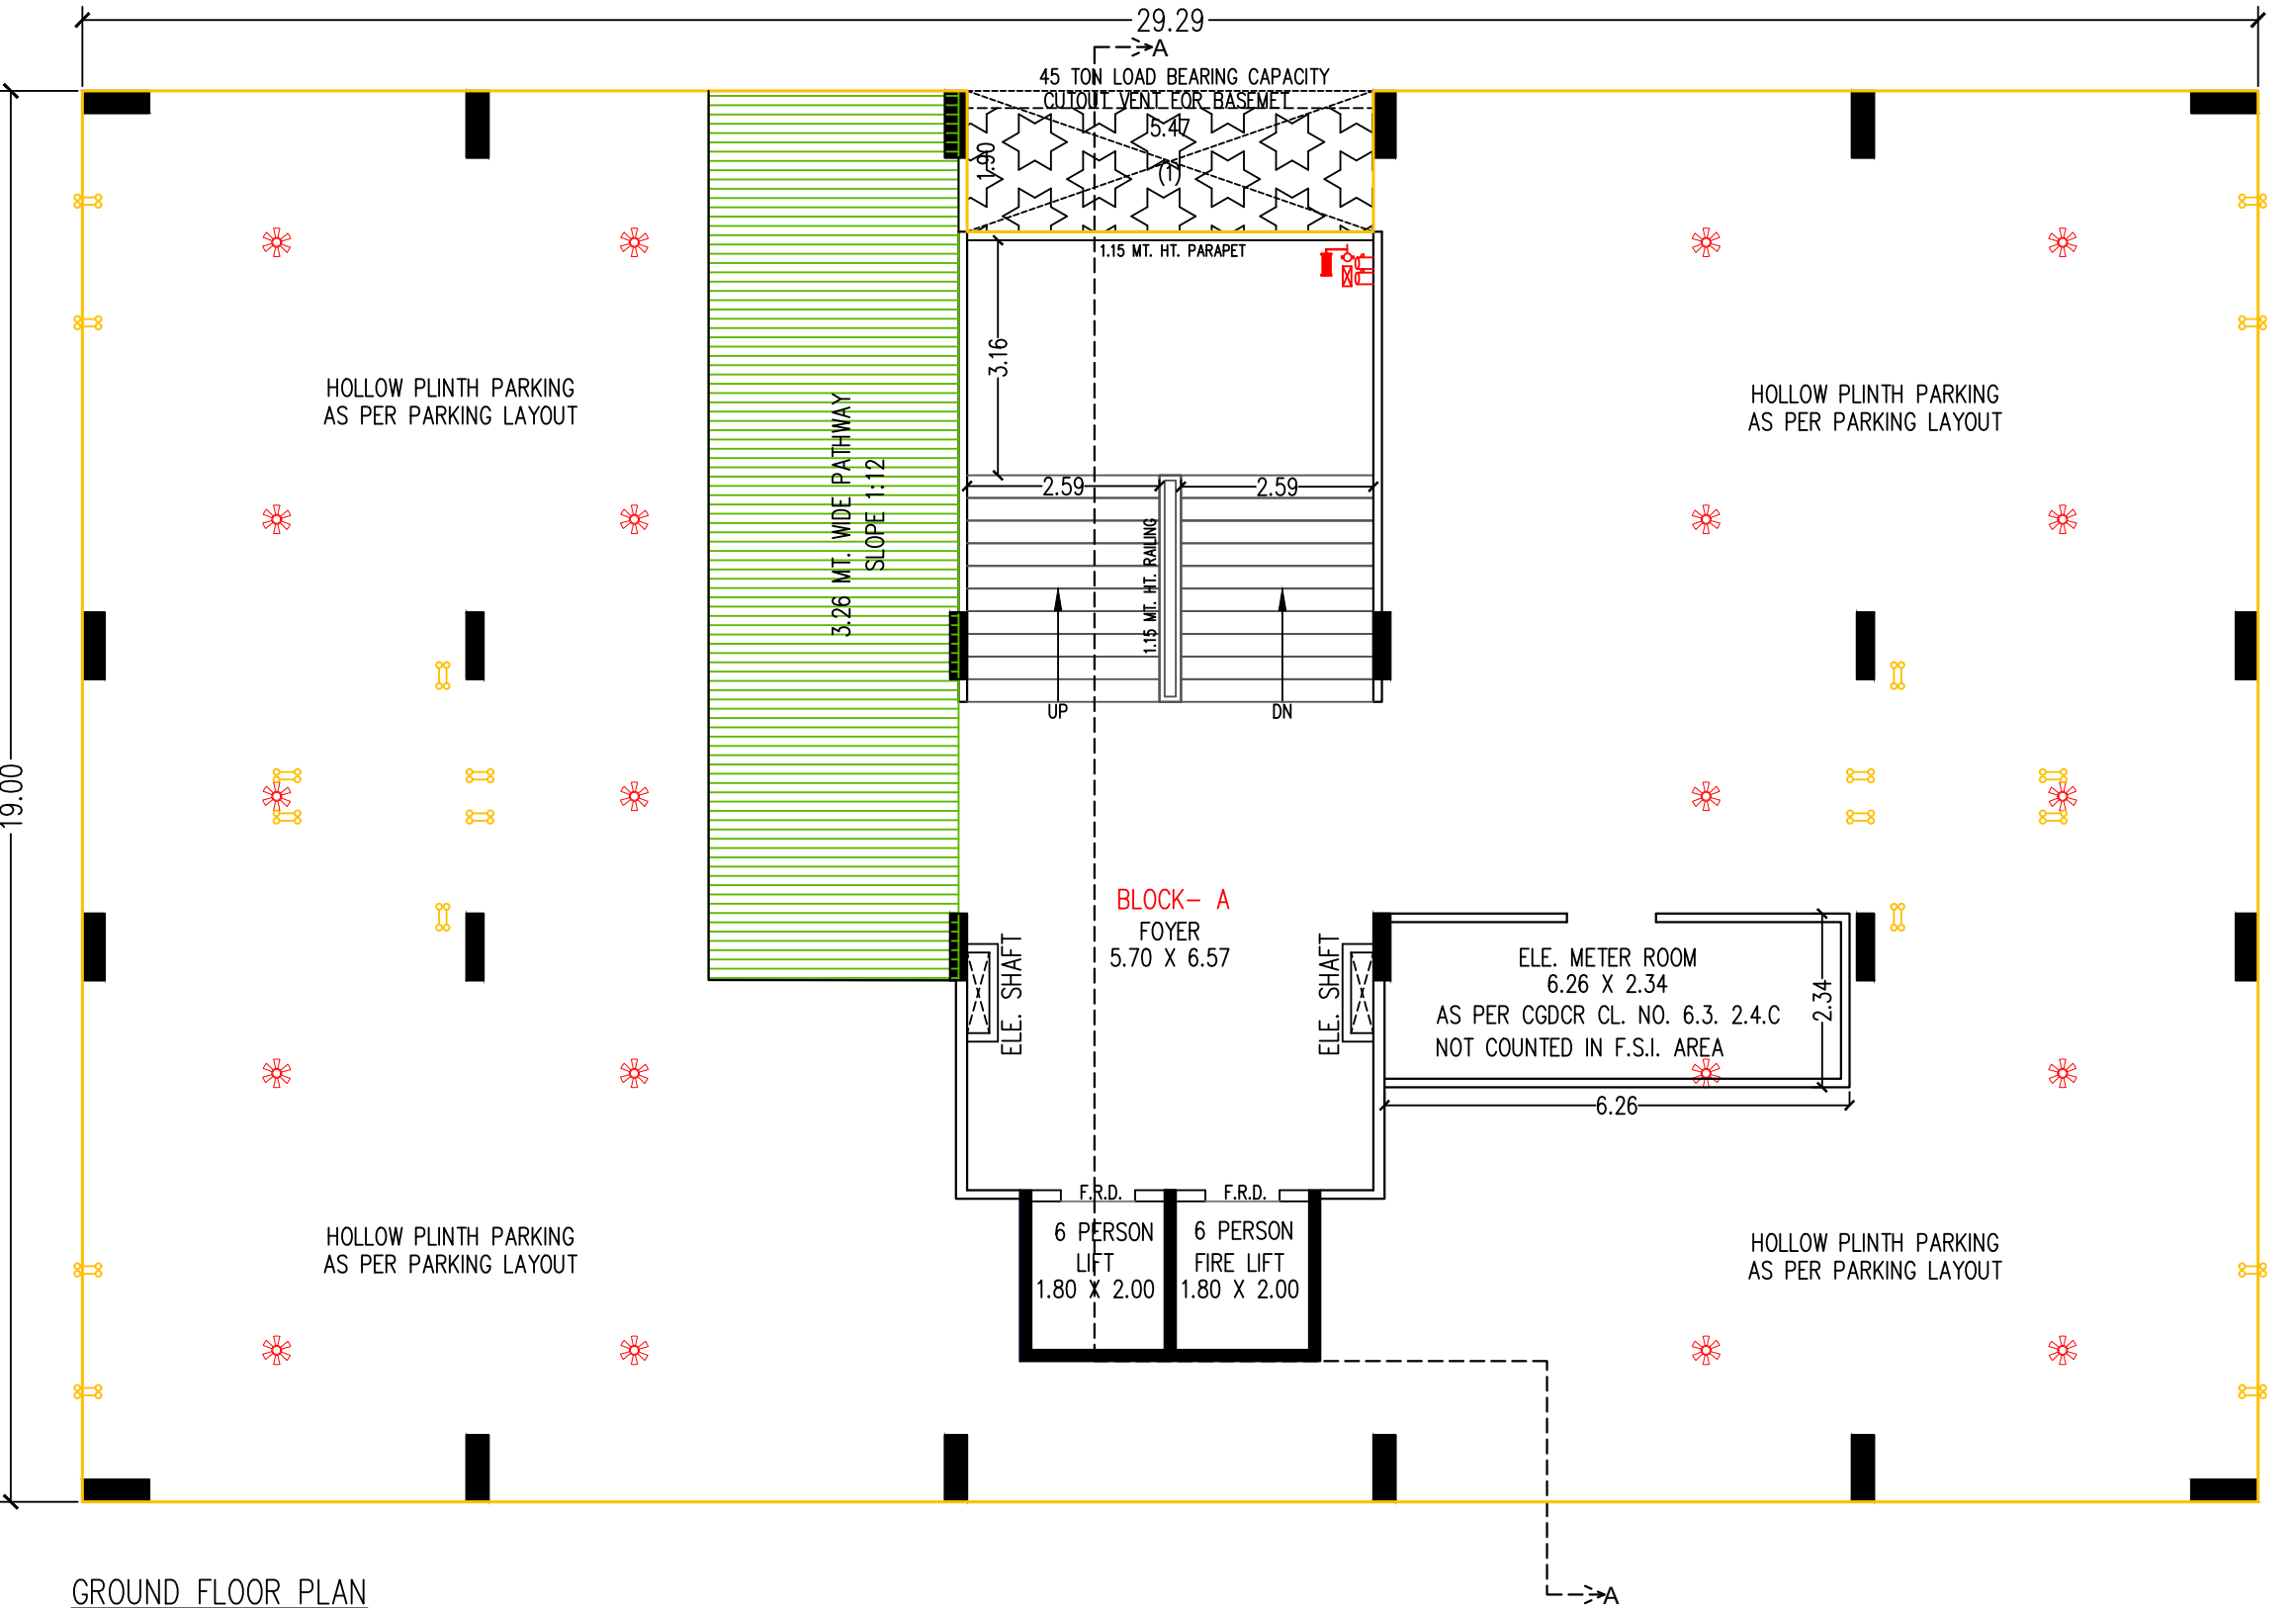 29.29
A
45 TON LOAD BEARING CAPACITY
CUTOUT VENT FOR BASEMET
5.47
1.90
(1)
1.15 MT. HT. PARAPET
3.16
HOLLOW PLINTH PARKING
AS PER PARKING LAYOUT
HOLLOW PLINTH PARKING
AS PER PARKING LAYOUT
3.26 MT. WIDE PATHWAY
SLOPE 1:12
2.59
2.59
1.15 MT. HT. RAILING
UP
DN
19.00
BLOCK- A
FOYER
5.70 X 6.57
ELE. SHAFT
ELE. SHAFT
ELE. METER ROOM
6.26 X 2.34
AS PER CGDCR CL. NO. 6.3. 2.4.C
NOT COUNTED IN F.S.I. AREA
2.34
6.26
F.R.D.
F.R.D.
6 PERSON
LIFT
1.80 X 2.00
6 PERSON
FIRE LIFT
1.80 X 2.00
HOLLOW PLINTH PARKING
AS PER PARKING LAYOUT
HOLLOW PLINTH PARKING
AS PER PARKING LAYOUT
GROUND FLOOR PLAN
A